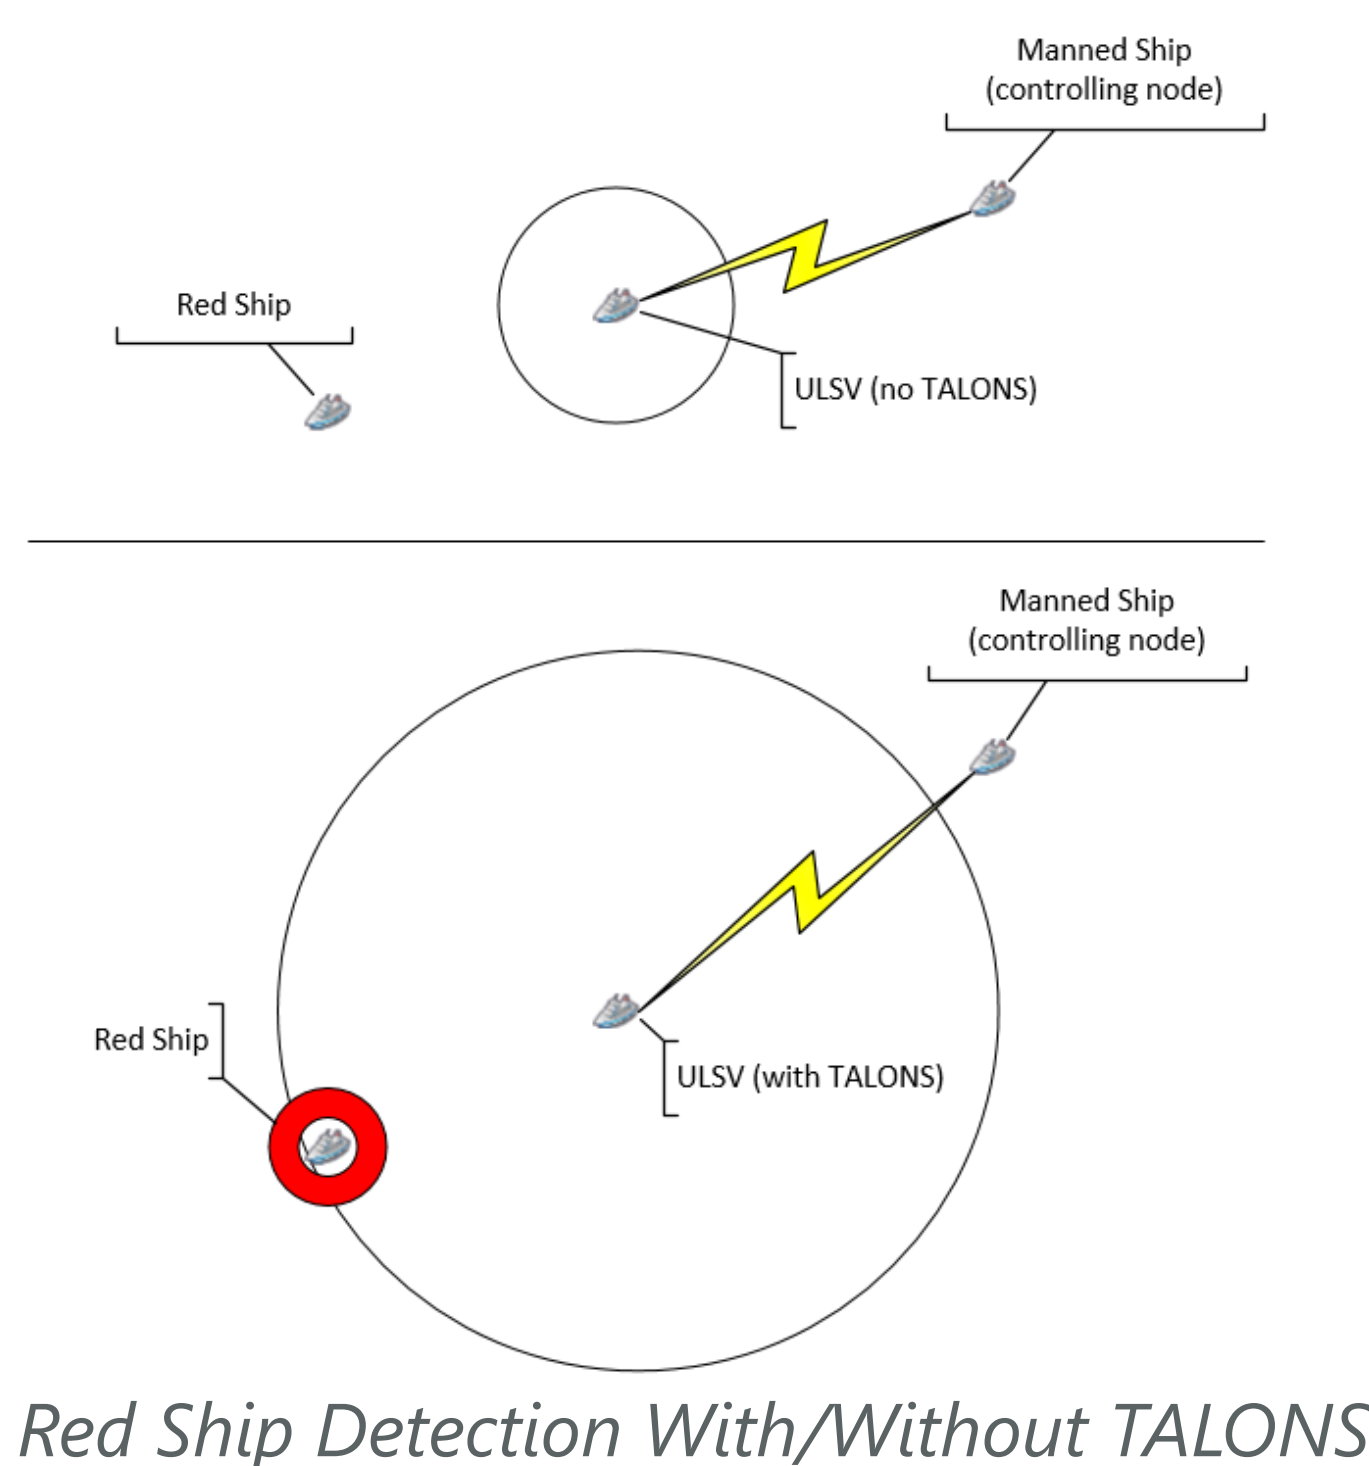 Manned Ship
(controlling node)
Red Ship
ULSV (no TALONS)
Manned Ship
(controlling node)
Red Ship
ULSV (with TALONS)
Red Ship Detection With/Without TALONS